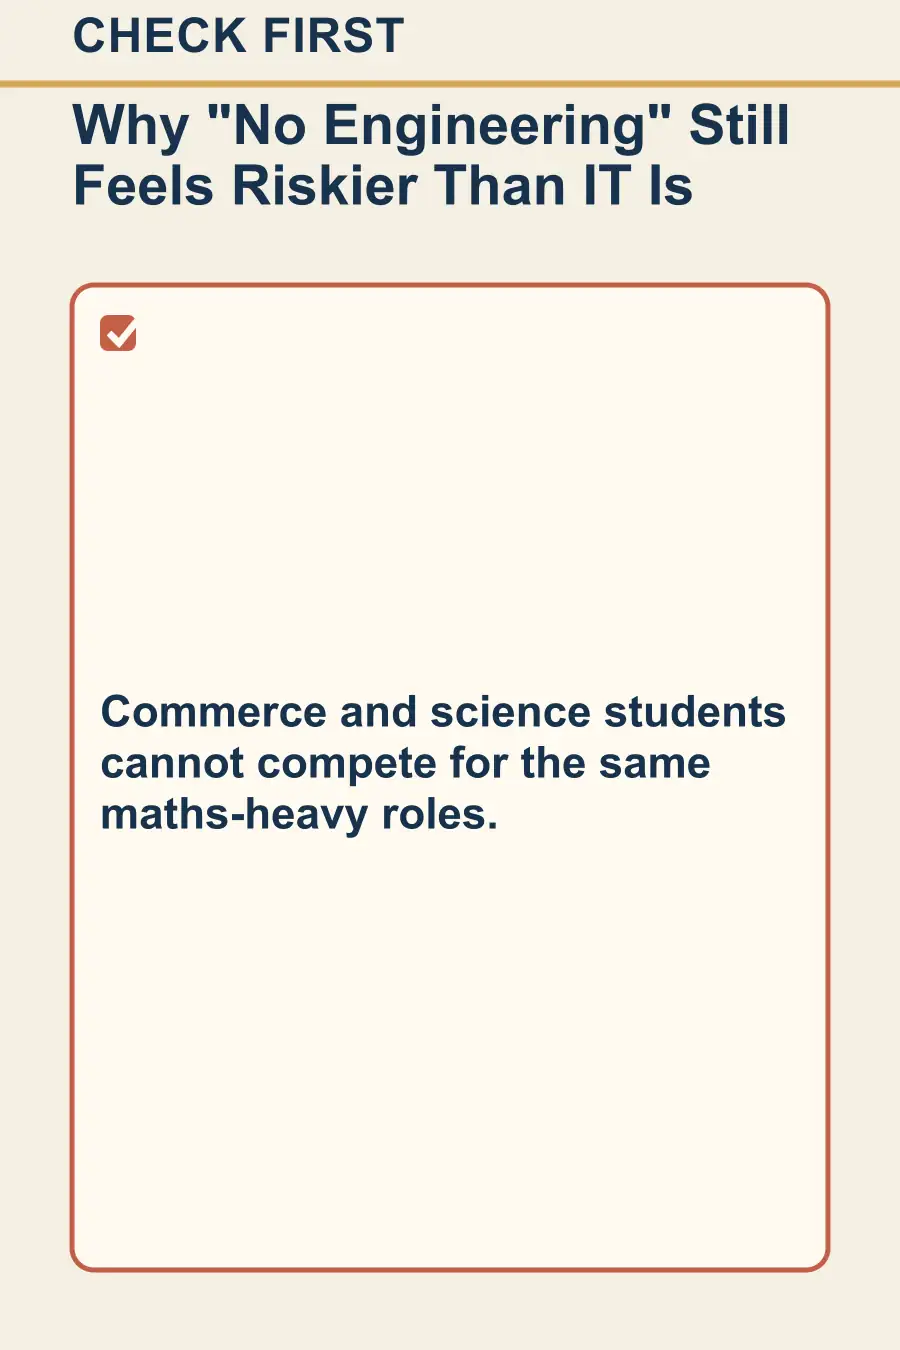 CHECK FIRST
Why "No Engineering" Still
Feels Riskier Than IT Is
Commerce and science students
cannot compete for the same
maths-heavy roles.